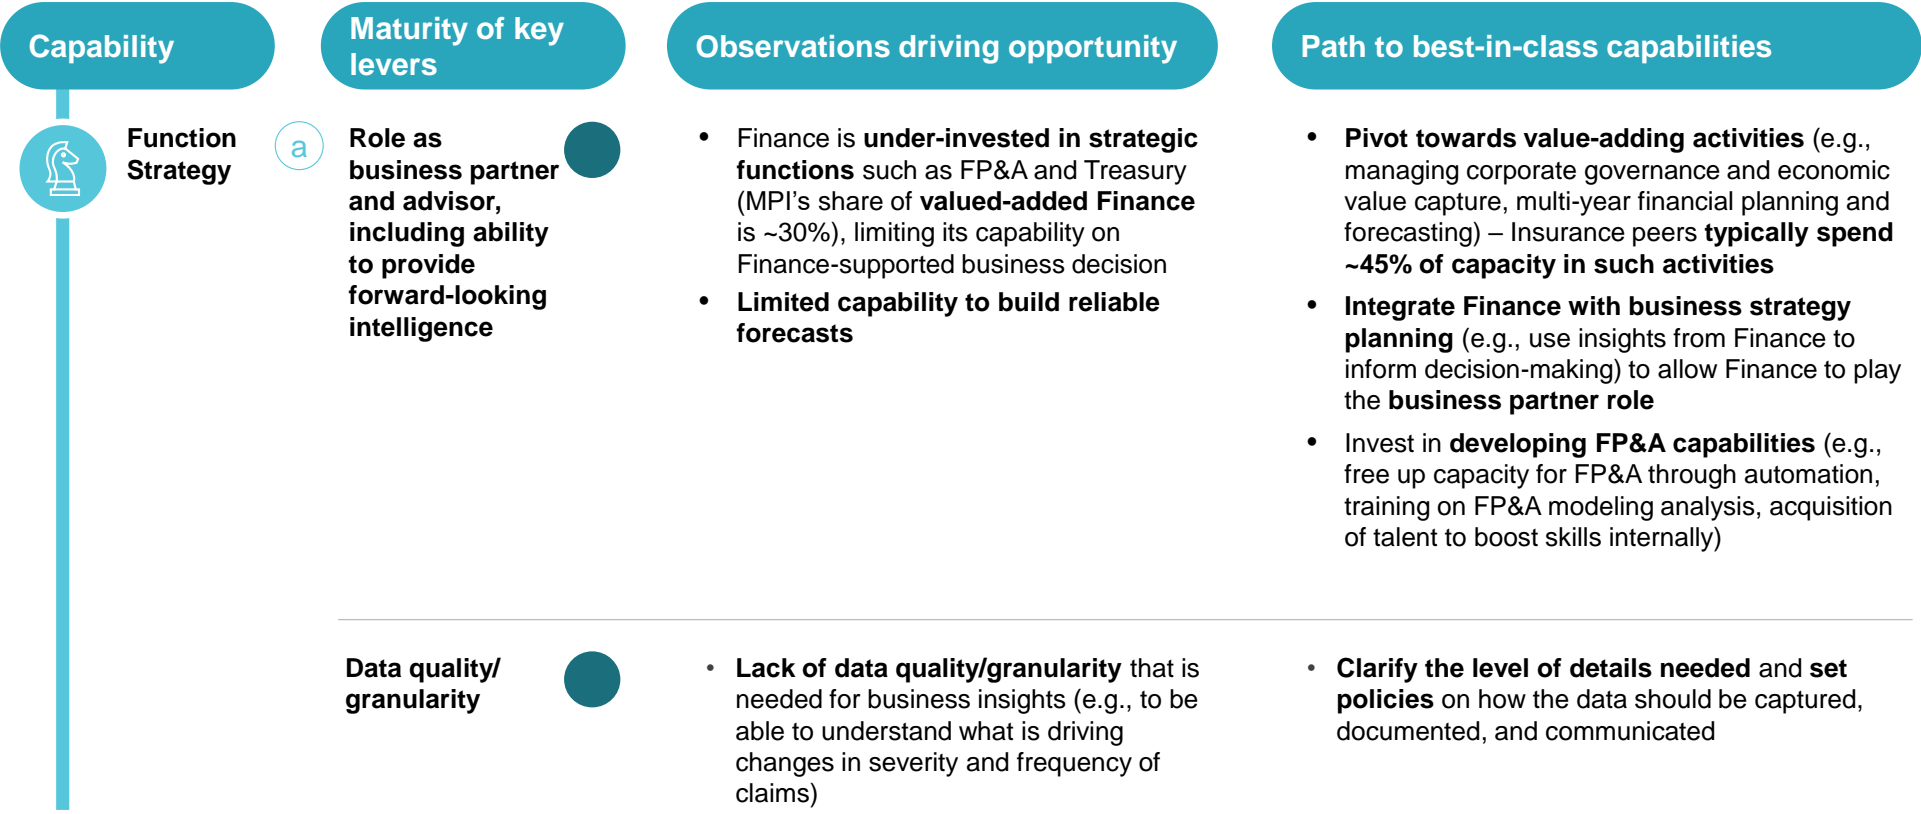 Capability
Maturity of key
levers
Observations driving opportunity
Path to best-in-class capabilities
Function
Strategy
a
Role as
business partner
and advisor,
including ability
to provide
forward-looking
intelligence
• Finance is under-invested in strategic
functions such as FP&A and Treasury
(MPI's share of valued-added Finance
is ~30%), limiting its capability on
Finance-supported business decision
• Limited capability to build reliable
forecasts
• Pivot towards value-adding activities (e.g.,
managing corporate governance and economic
value capture, multi-year financial planning and
forecasting) – Insurance peers typically spend
~45% of capacity in such activities
• Integrate Finance with business strategy
planning (e.g., use insights from Finance to
inform decision-making) to allow Finance to play
the business partner role
• Invest in developing FP&A capabilities (e.g.,
free up capacity for FP&A through automation,
training on FP&A modeling analysis, acquisition
of talent to boost skills internally)
Data quality/
granularity
• Lack of data quality/granularity that is
needed for business insights (e.g., to be
able to understand what is driving
changes in severity and frequency of
claims)
• Clarify the level of details needed and set
policies on how the data should be captured,
documented, and communicated